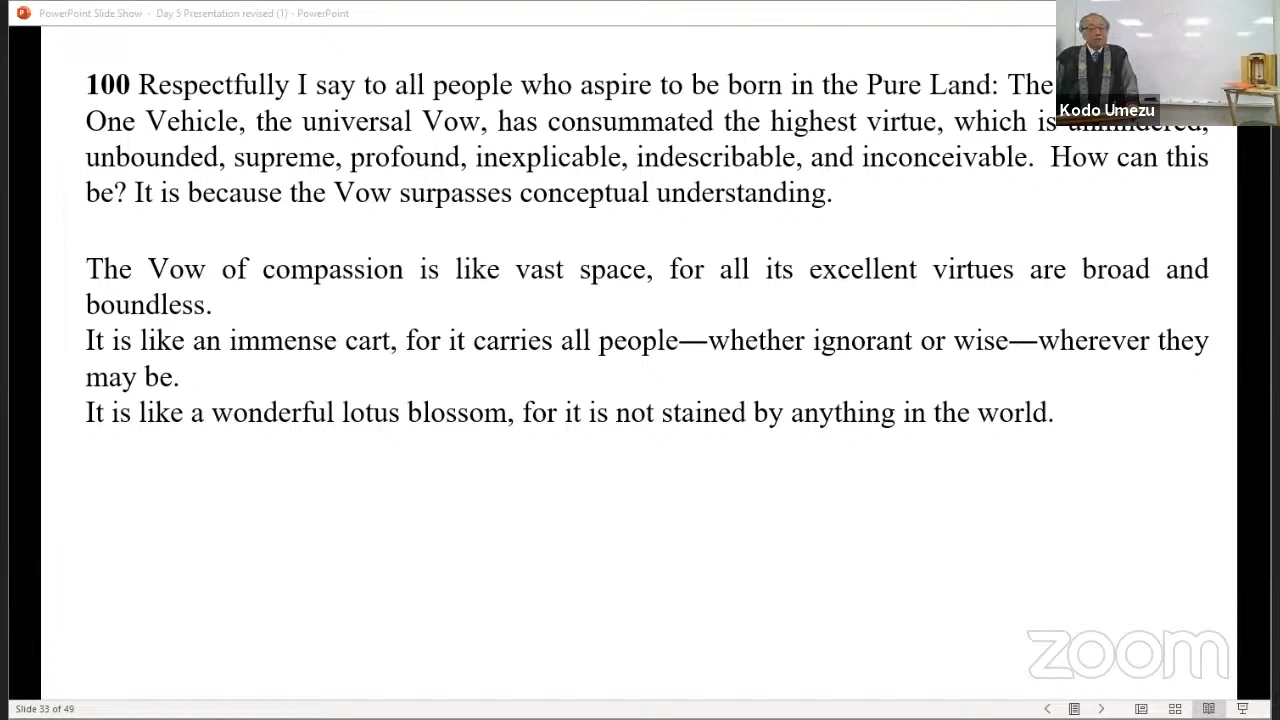 PowerPoint Slide Show - Day 5 Presentation revised (1) - PowerPoint
Kodo Umezu
100 Respectfully I say to all people who aspire to be born in the Pure Land: The
One Vehicle, the universal Vow, has consummated the highest virtue, which is
unbounded, supreme, profound, inexplicable, indescribable, and inconceivable. How can this
be? It is because the Vow surpasses conceptual understanding.
The Vow of compassion is like vast space, for all its excellent virtues are broad and
boundless.
It is like an immense cart, for it carries all people—whether ignorant or wise—wherever they
may be.
It is like a wonderful lotus blossom, for it is not stained by anything in the world.
zoom
Slide 33 of 49